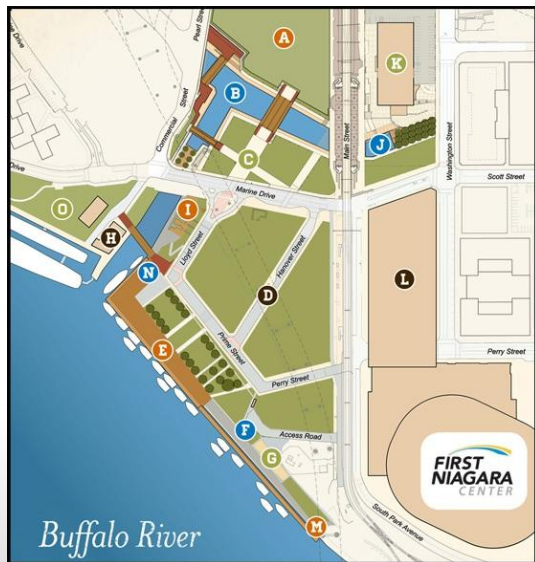 A
K
Pearl Street
B
Commercial
Street
Main Street
J
Washington Street
C
Scott Street
Drive
Marine Drive
O
I
H
Lloyd Street
Hanover Street
N
D
L
E
Prime Street
Perry Street
Perry Street
F
Access Road
G
FIRST
NIAGARA
CENTER
M
South Park Avenue
Buffalo River